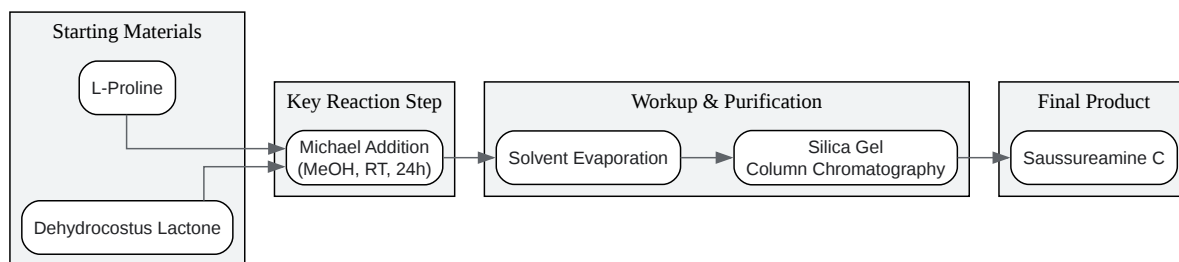 Starting Materials
L-Proline
Dehydrocostus Lactone
Key Reaction Step
Michael Addition
(MeOH, RT, 24h)
Workup & Purification
Solvent Evaporation
Silica Gel
Column Chromatography
Final Product
Saussureamine C